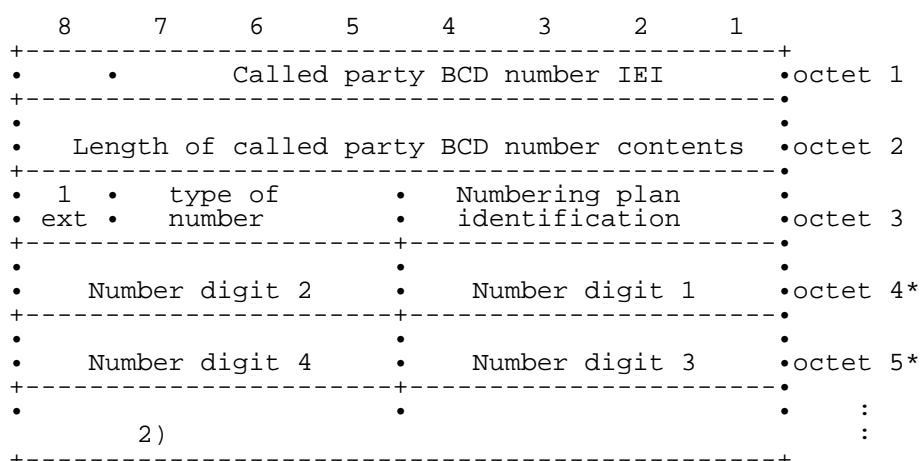 8 7 6 5 4 3 2 1
+-----------------------------------------------+
• • Called party BCD number IEI •octet 1
+-----------------------------------------------•
• •
• Length of called party BCD number contents •octet 2
+-----------------------------------------------•
• 1 • type of • Numbering plan •
• ext • number • identification •octet 3
+-----------------------+-----------------------•
• • •
• Number digit 2 • Number digit 1 •octet 4*
+-----------------------+-----------------------•
• • •
• Number digit 4 • Number digit 3 •octet 5*
+-----------------------+-----------------------•
• • • :
2) :
+-----------------------------------------------+